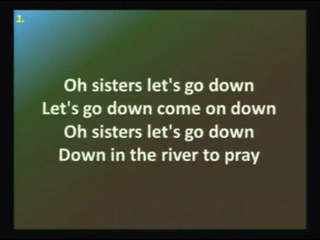 1.
Oh sisters let's go down
Let's go down come on down
Oh sisters let's go down
Down in the river to pray